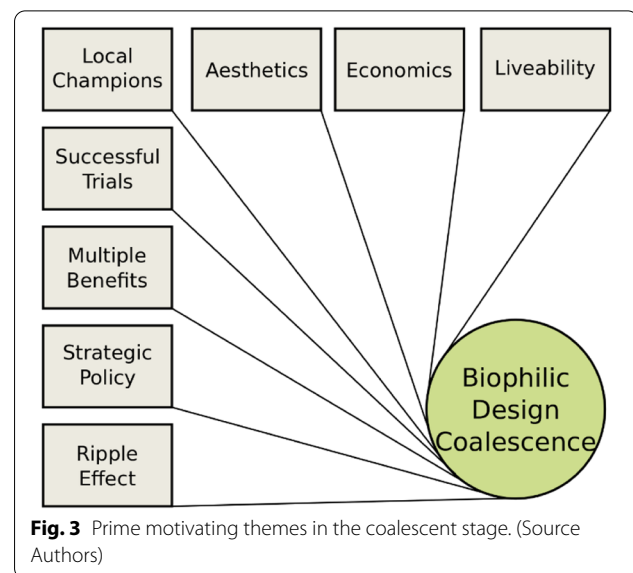 Local
Champions
Aesthetics
Economics
Liveability
Successful
Trials
Multiple
Benefits
Strategic
Policy
Ripple
Effect
Biophilic
Design
Coalescence
Fig. 3 Prime motivating themes in the coalescent stage. (Source
Authors)